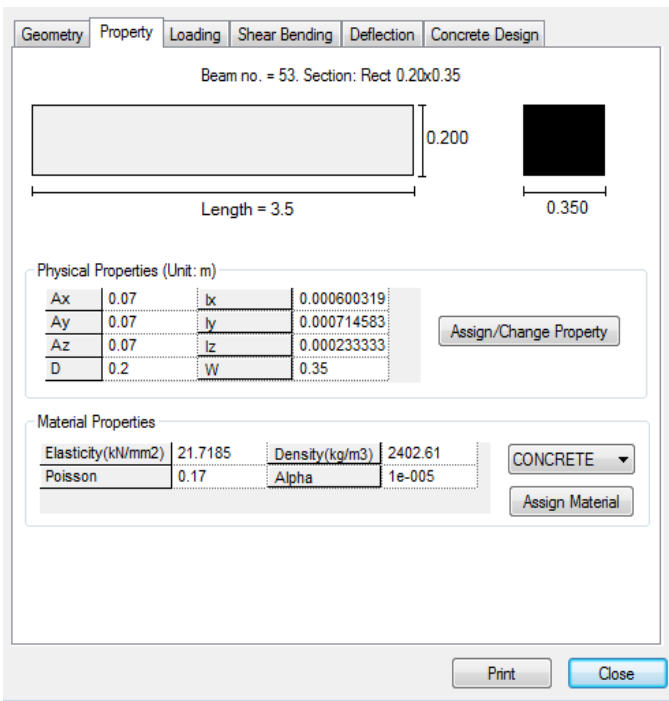 Geometry Property Loading Shear Bending Deflection Concrete Design
Beam no. = 53. Section: Rect 0.20x0.35
0.200
Length = 3.5
0.350
Physical Properties (Unit: m)
Ax 0.07 Ix 0.000600319
Ay 0.07 Iy 0.000714583
Az 0.07 Iz 0.000233333
D 0.2 W 0.35
Assign/Change Property
Material Properties
Elasticity(kN/mm2) 21.7185 Density(kg/m3) 2402.61
Poisson 0.17 Alpha 1e-005
CONCRETE
Assign Material
Print Close